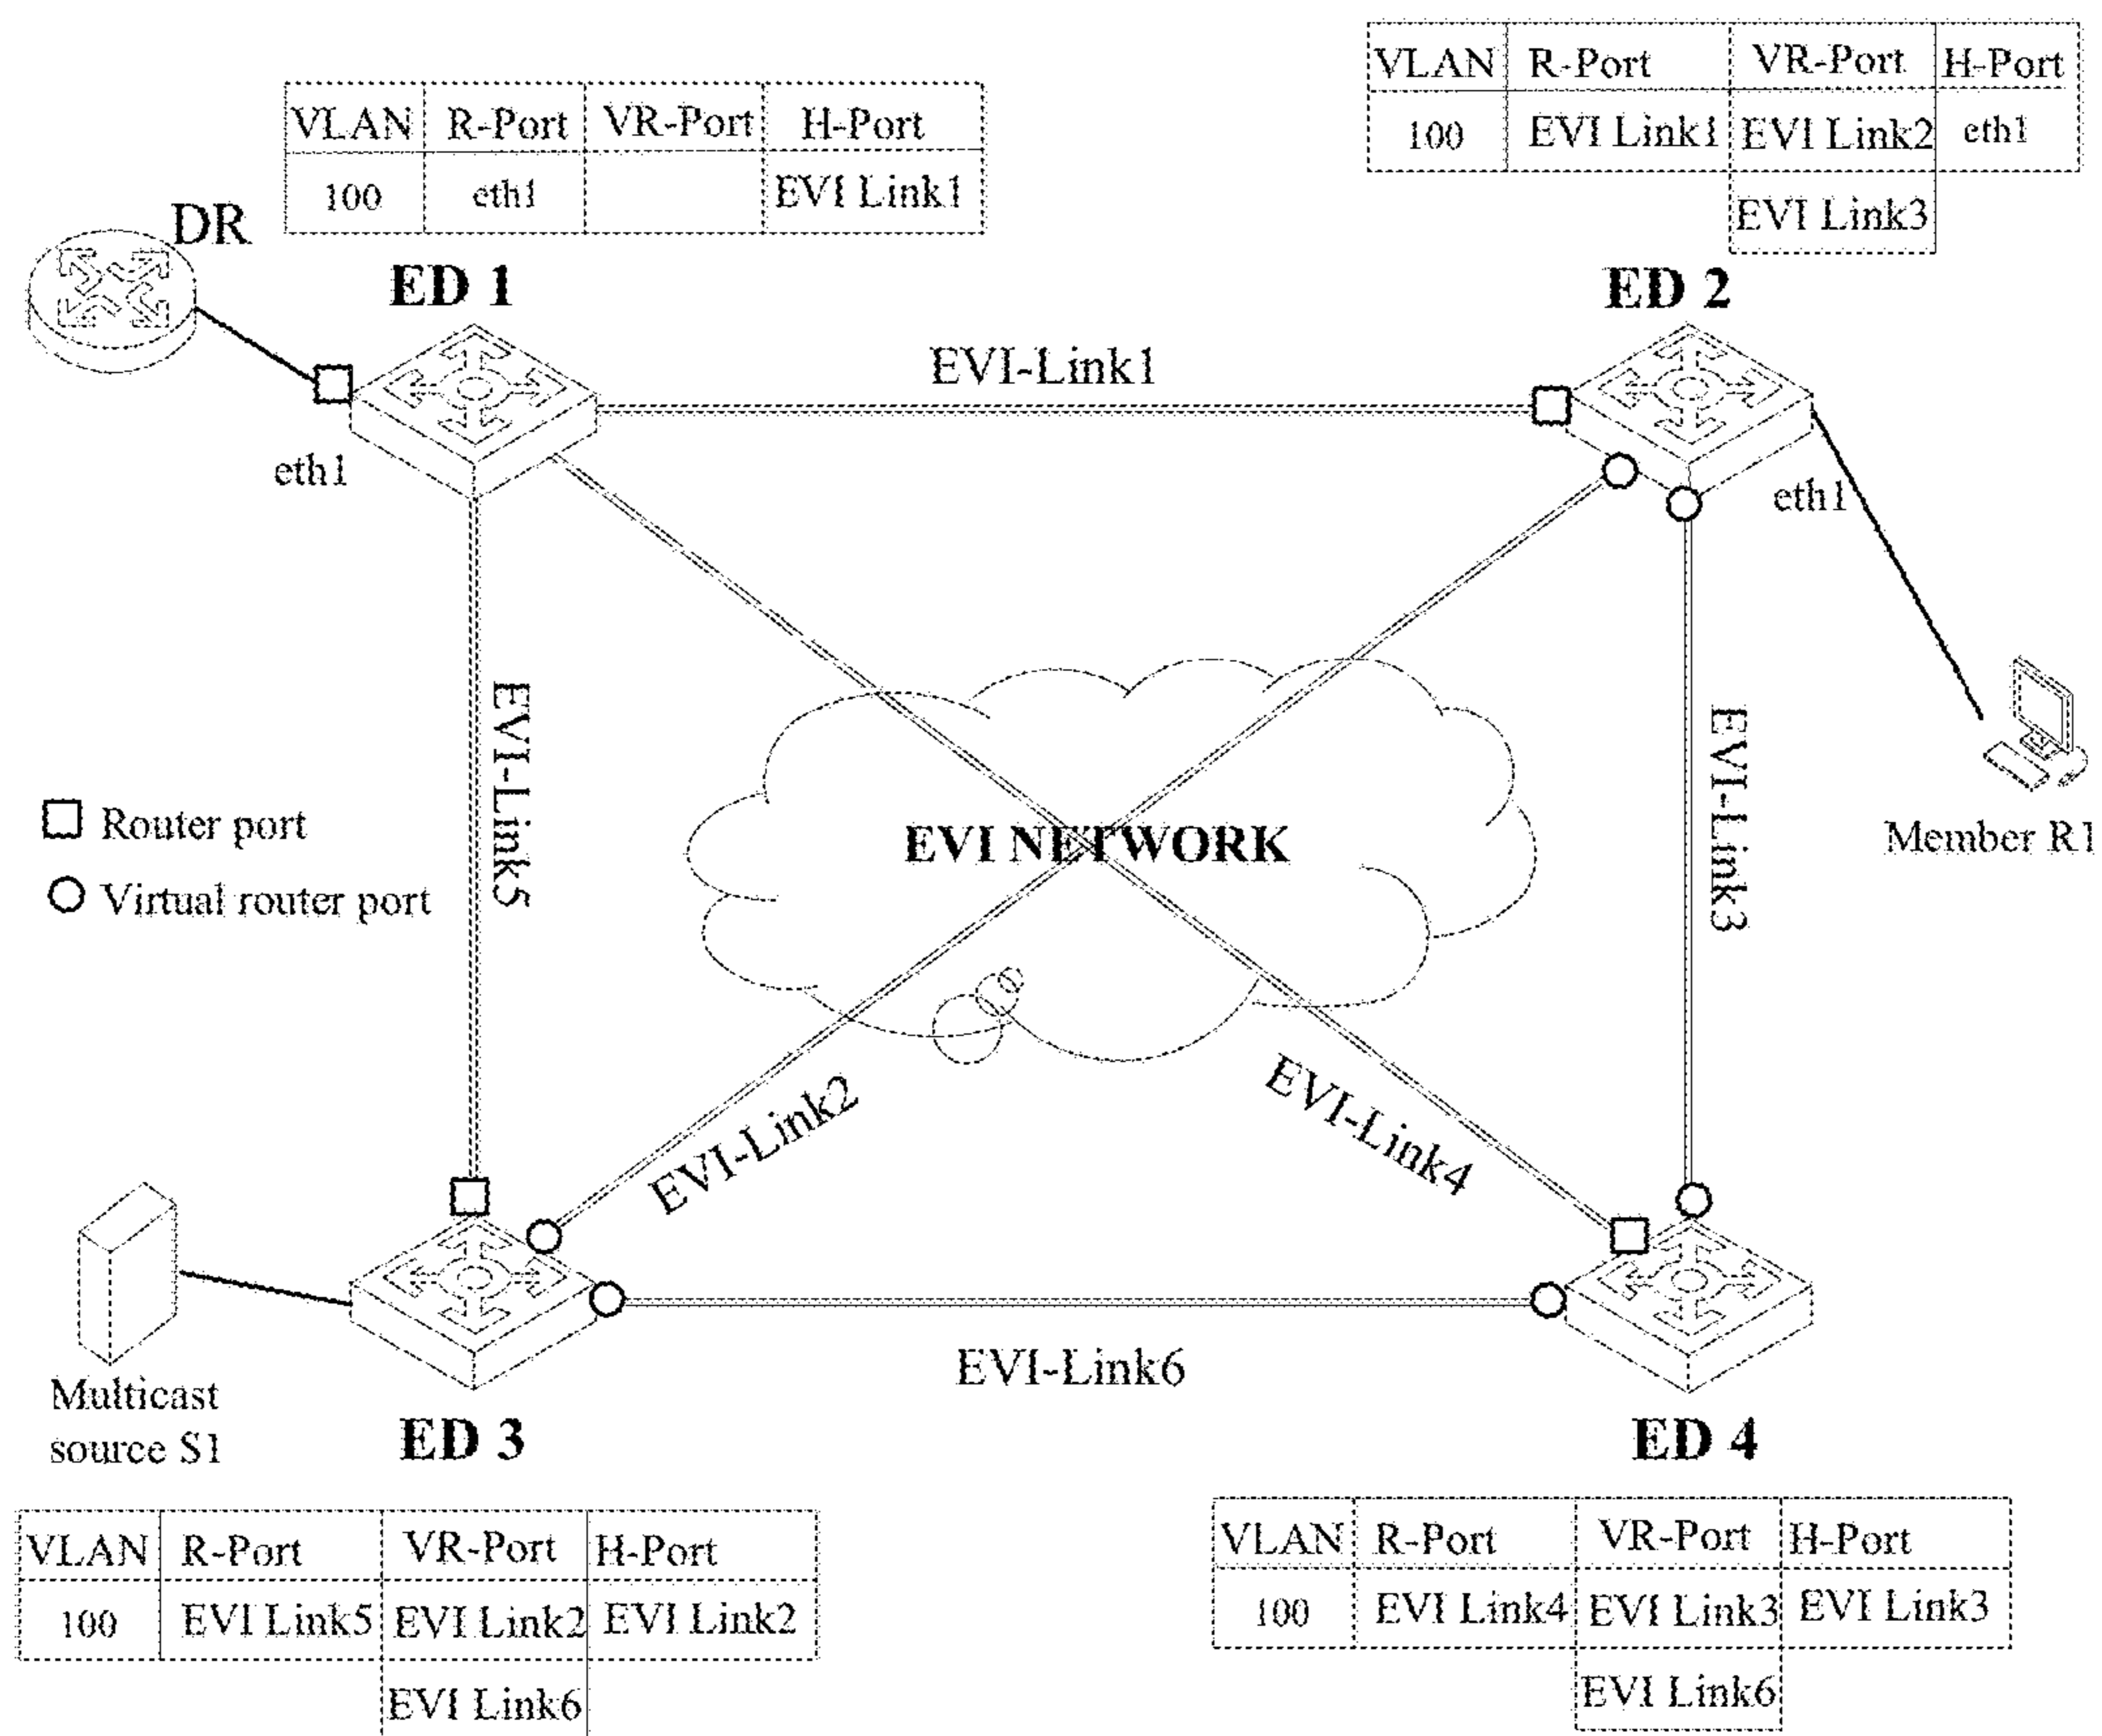 VLAN R-Port VR-Port H-Port
100 EVI Link1 EVI Link2 eth1
EVI Link3
VLAN R-Port VR-Port H-Port
100 eth1 EVI Link1
DR
ED 1
ED 2
EVI-Link1
eth1
eth1
EVI-Link5
EVI-Link3
Router port
Virtual router port
EVI NETWORK
Member R1
EVI-Link2
EVI-Link4
EVI-Link6
Multicast
source S1
ED 3
ED 4
VLAN R-Port VR-Port H-Port
100 EVI Link5 EVI Link2 EVI Link2
EVI Link6
VLAN R-Port VR-Port H-Port
100 EVI Link4 EVI Link3 EVI Link3
EVI Link6